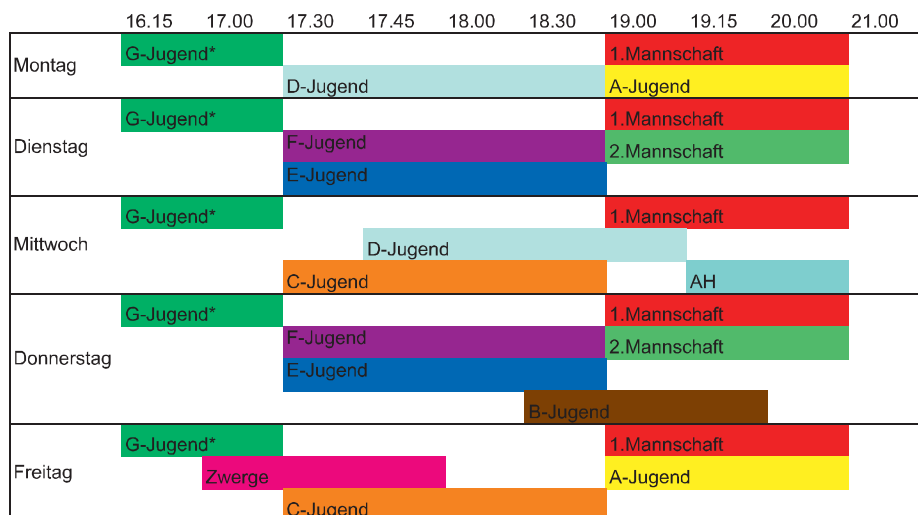 16.15 17.00 17.30 17.45 18.00 18.30 19.00 19.15 20.00 21.00
G-Jugend* 1.Mannschaft
Montag
D-Jugend A-Jugend
G-Jugend* 1.Mannschaft
Dienstag F-Jugend 2.Mannschaft
E-Jugend
G-Jugend* 1.Mannschaft
Mittwoch D-Jugend
C-Jugend AH
G-Jugend* 1.Mannschaft
F-Jugend 2.Mannschaft
Donnerstag
E-Jugend
B-Jugend
G-Jugend* 1.Mannschaft
Freitag Zwerge A-Jugend
C-Jugend